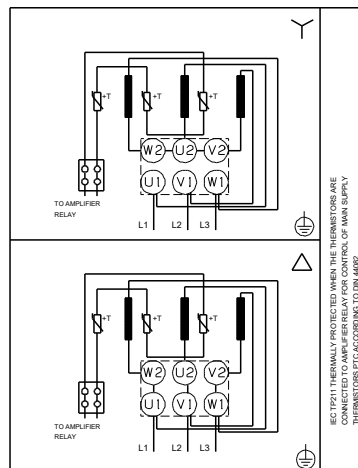 +T +T +T
W2 U2 V2
U1 V1 W1
TO AMPLIFIER
RELAY
L1 L2 L3
+T +T +T
W2 U2 V2
U1 V1 W1
TO AMPLIFIER
RELAY
L1 L2 L3
IEC TP211 THERMALLY PROTECTED WHEN THE THERMISTORS ARE
CONNECTED TO AMPLIFIER RELAY FOR CONTROL OF MAIN SUPPLY
THERMISTORS PTC ACCORDING TO DIN 44082